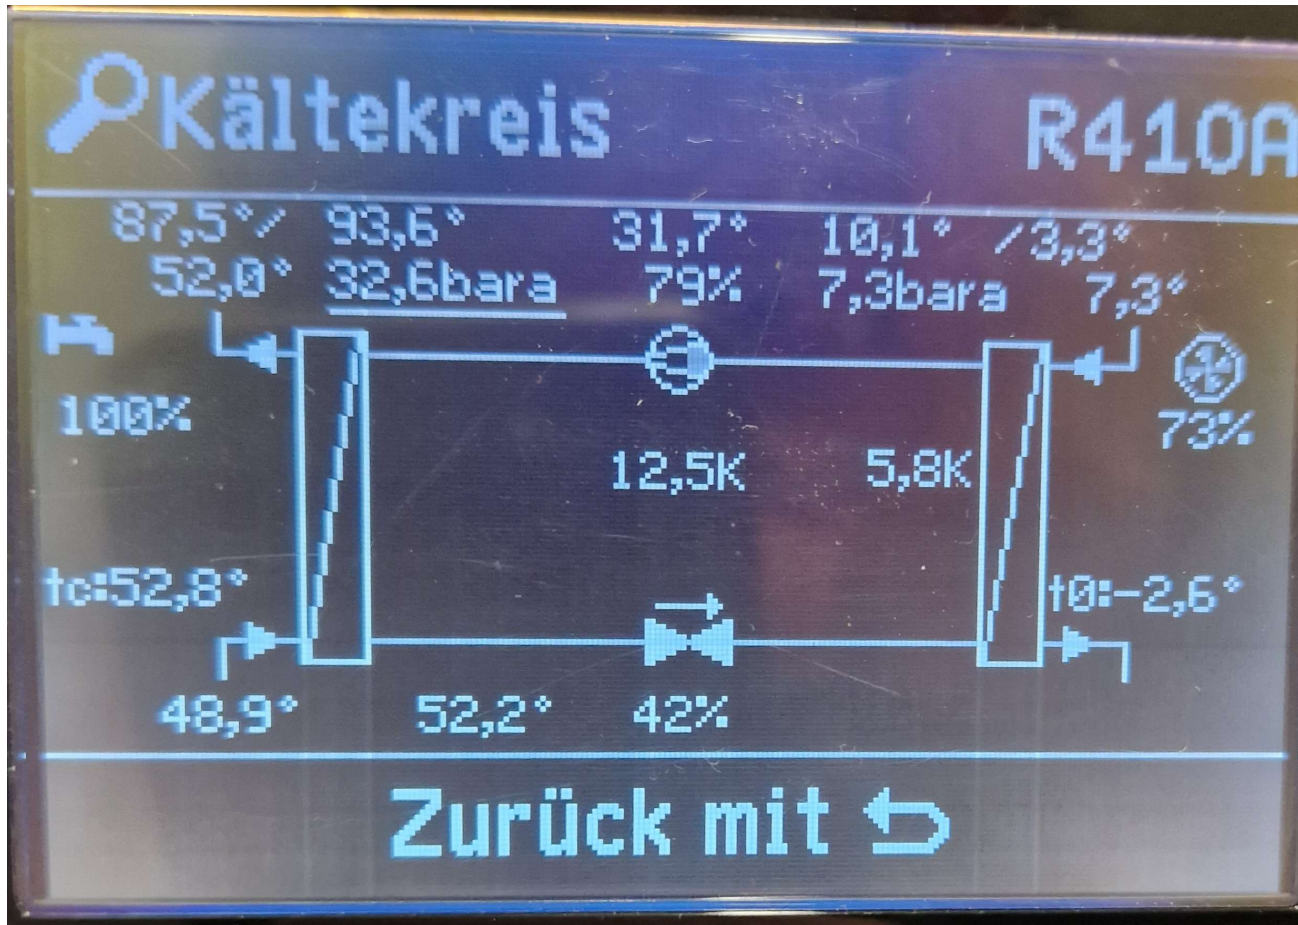 Kältekreis R410A
87,5°/ 93,6° 31,7° 10,1° /3,3°
52,0° 32,6bara 79% 7,3bara 7,3°
100% 73%
12,5K 5,8K
tc:52,8° t0:-2,6°
48,9° 52,2° 42%
Zurück mit